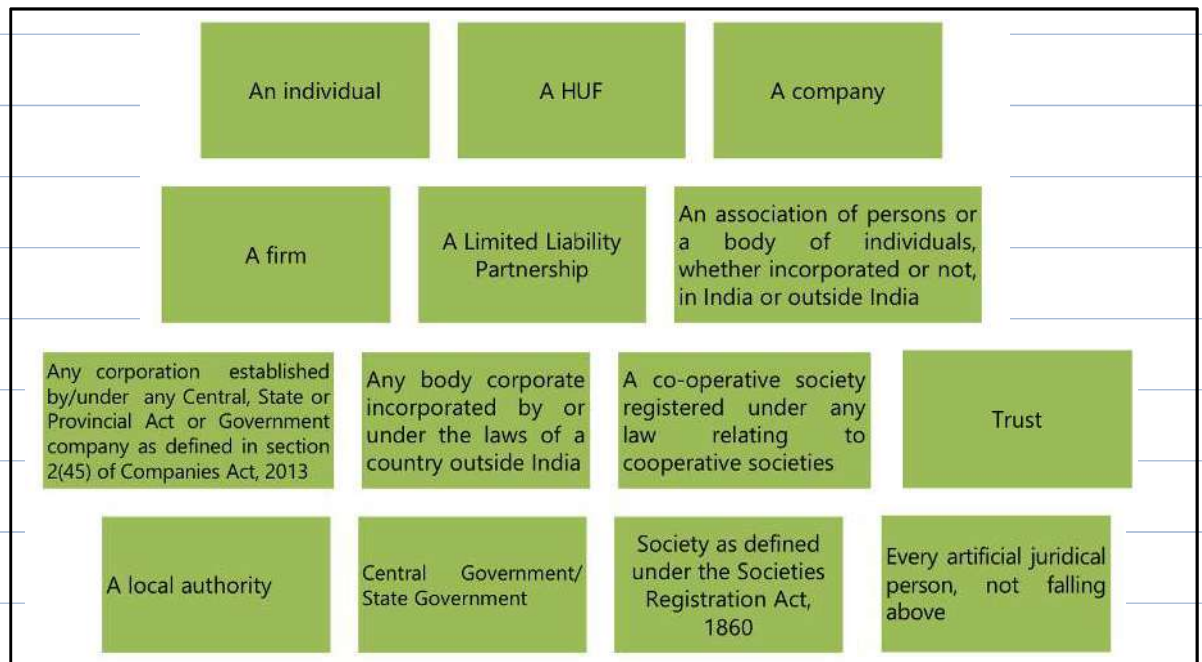 An individual
A HUF
A company
A firm
A Limited Liability
Partnership
An association of persons or
a body of individuals,
whether incorporated or not,
in India or outside India
Any corporation established
by/under any Central, State or
Provincial Act or Government
company as defined in section
2(45) of Companies Act, 2013
Any body corporate
incorporated by or
under the laws of a
country outside India
A co-operative society
registered under any
law relating to
cooperative societies
Trust
A local authority
Central Government/
State Government
Society as defined
under the Societies
Registration Act,
1860
Every artificial juridical
person, not falling
above